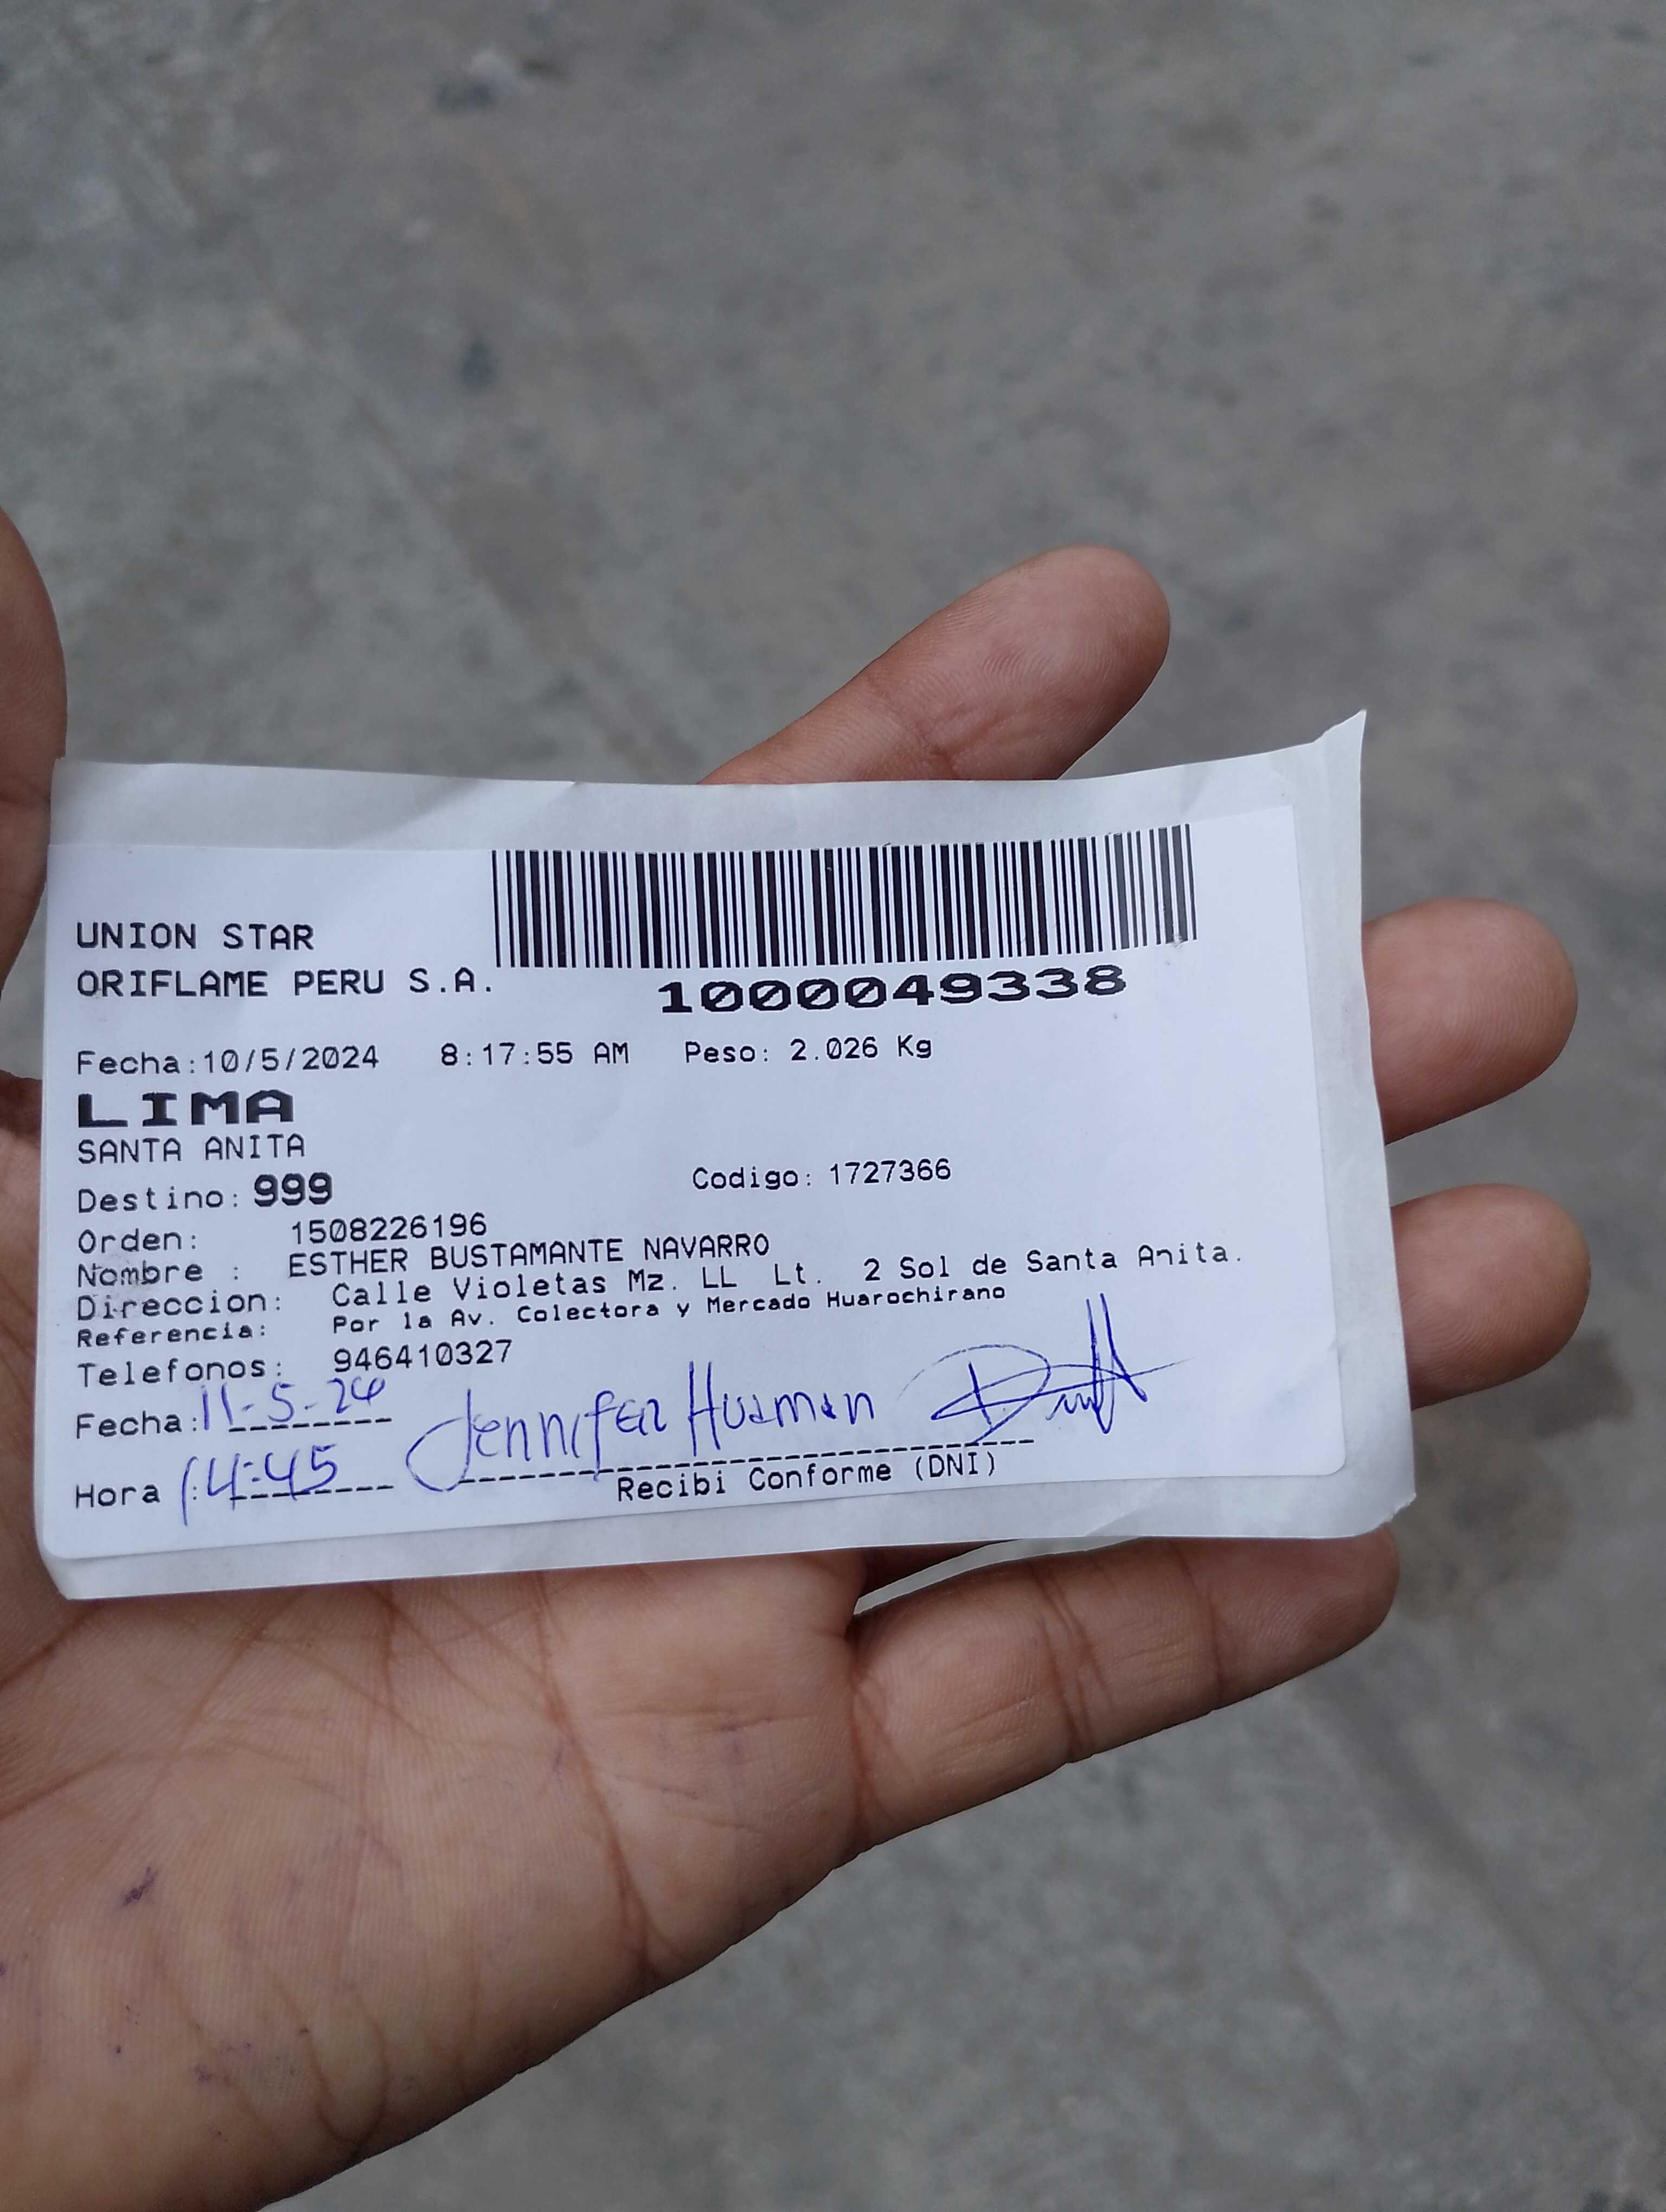 UNION STAR
ORIFLAME PERU S.A.
1000049338
Fecha:10/5/2024 8:17:55 AM Peso: 2.026 Kg
LIMA
SANTA ANITA
Destino: 999 Codigo: 1727366
Orden: 1508226196
Nombre : ESTHER BUSTAMANTE NAVARRO
Direccion: Calle Violetas Mz. LL Lt. 2 Sol de Santa Anita.
Referencia: Por la Av. Colectora y Mercado Huarochirano
Telefonos: 946410327
Fecha: 11-5-24 Jennifer Huaman
Hora : 14:45
Recibi Conforme (DNI)